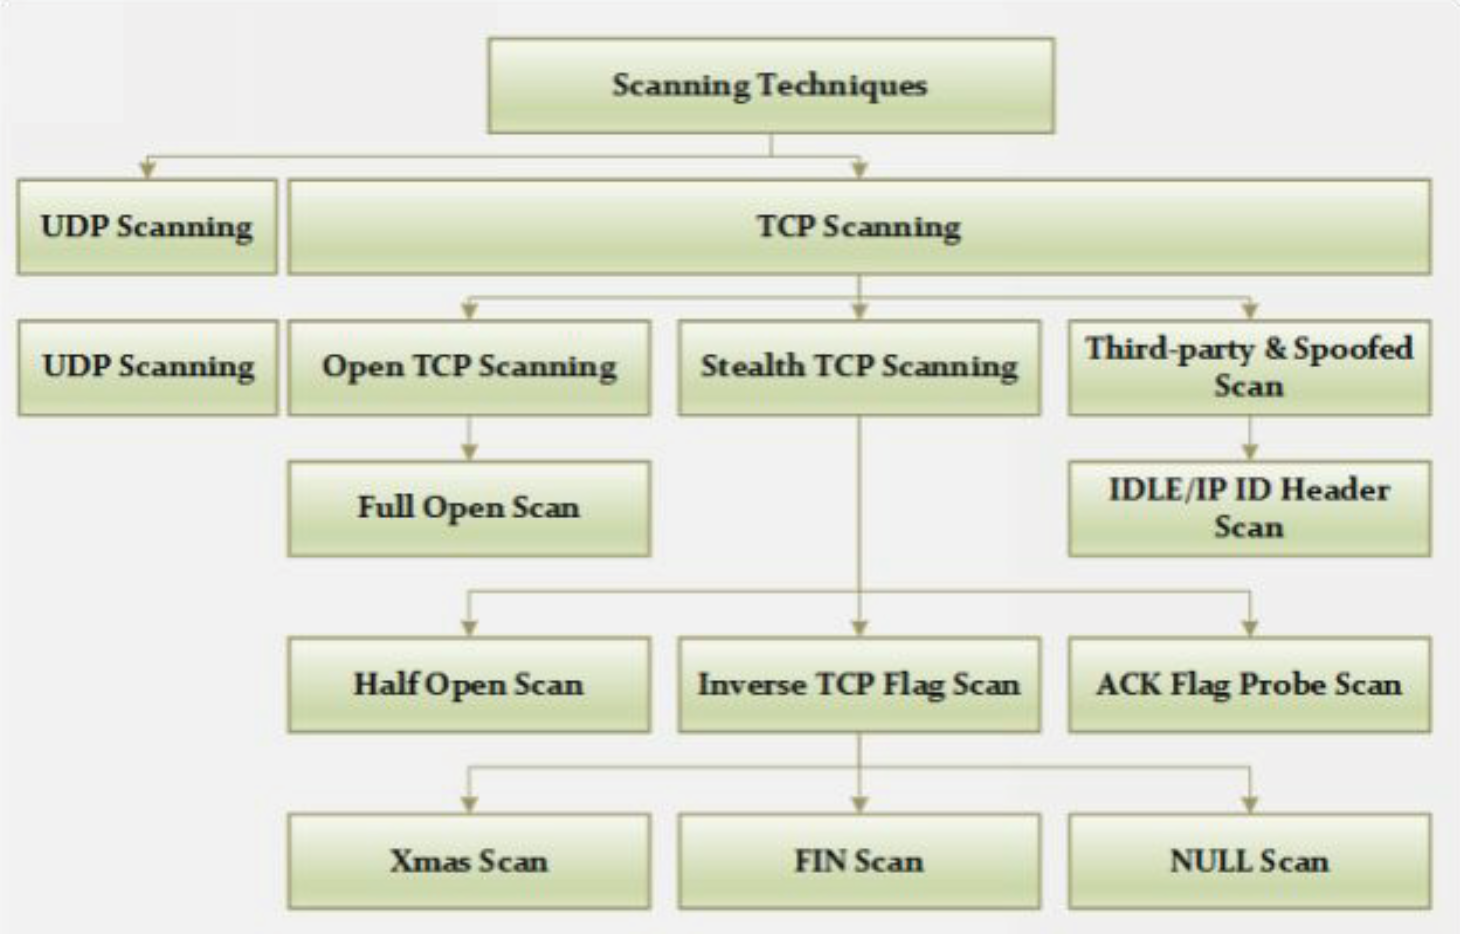 Scanning Techniques
UDP Scanning
TCP Scanning
UDP Scanning
Open TCP Scanning
Stealth TCP Scanning
Third-party & Spoofed
Scan
Full Open Scan
IDLE/IP ID Header
Scan
Half Open Scan
Inverse TCP Flag Scan
ACK Flag Probe Scan
Xmas Scan
FIN Scan
NULL Scan